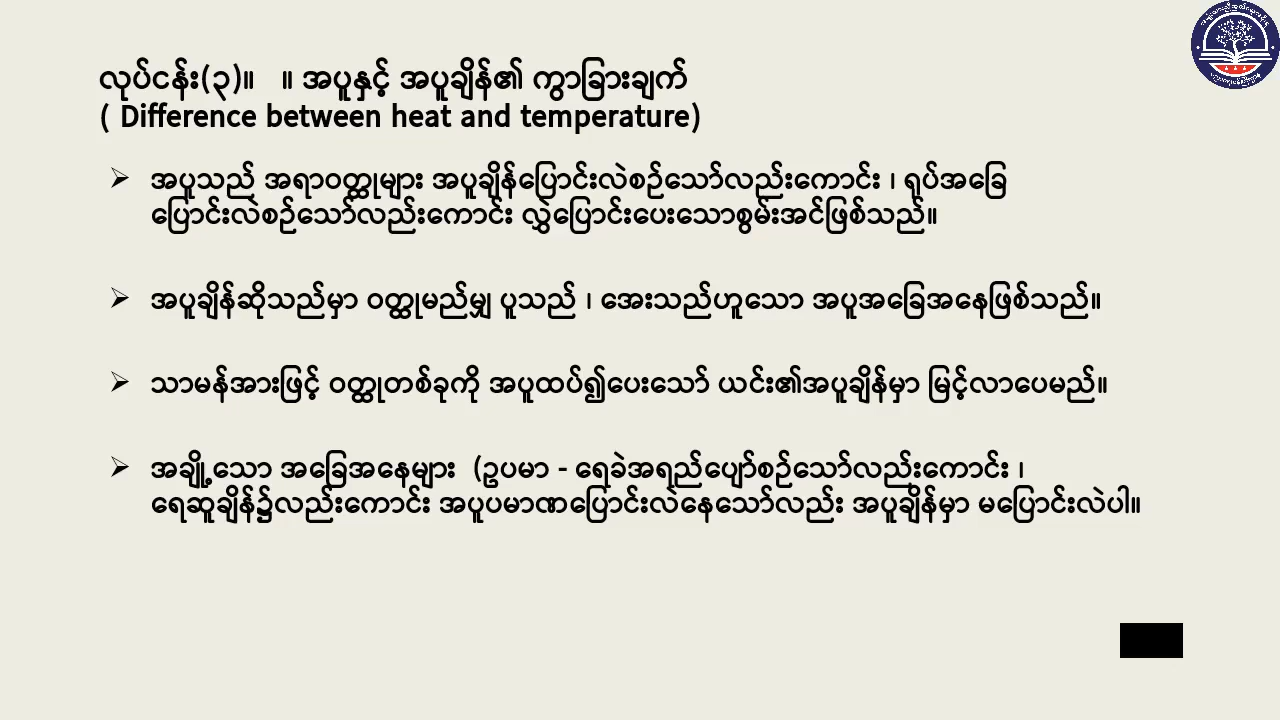 လုပ်ငန်း(၃)။ ။ အပူနှင့် အပူချိန်၏ ကွာခြားချက်
( Difference between heat and temperature)
➢ အပူသည် အရာဝတ္ထုများ အပူချိန်ပြောင်းလဲစဉ်သော်လည်းကောင်း ၊ ရုပ်အခြေ
ပြောင်းလဲစဉ်သော်လည်းကောင်း လွှဲပြောင်းပေးသောစွမ်းအင်ဖြစ်သည်။
➢ အပူချိန်ဆိုသည်မှာ ဝတ္ထုမည်မျှ ပူသည် ၊ အေးသည်ဟူသော အပူအခြေအနေဖြစ်သည်။
➢ သာမန်အားဖြင့် ဝတ္ထုတစ်ခုကို အပူထပ်၍ပေးသော် ယင်း၏အပူချိန်မှာ မြင့်လာပေမည်။
➢ အချို့သော အခြေအနေများ (ဥပမာ - ရေခဲအရည်ပျော်စဉ်သော်လည်းကောင်း ၊
ရေဆူချိန်၌လည်းကောင်း အပူပမာဏပြောင်းလဲနေသော်လည်း အပူချိန်မှာ မပြောင်းလဲပါ။